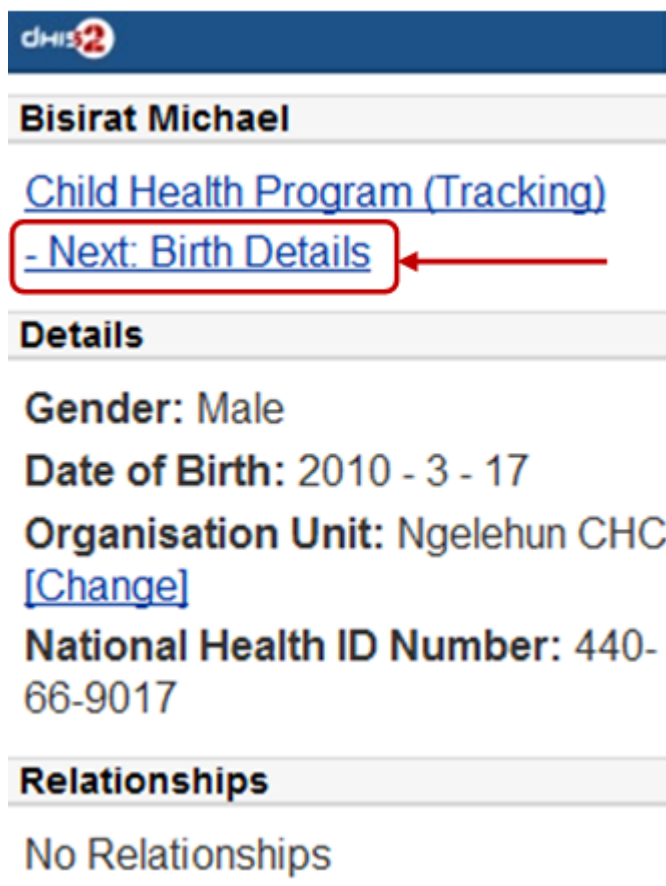 dHIS2
Bisirat Michael
Child Health Program (Tracking)
- Next: Birth Details
Details
Gender: Male
Date of Birth: 2010 - 3 - 17
Organisation Unit: Ngelehun CHC
[Change]
National Health ID Number: 440-
66-9017
Relationships
No Relationships